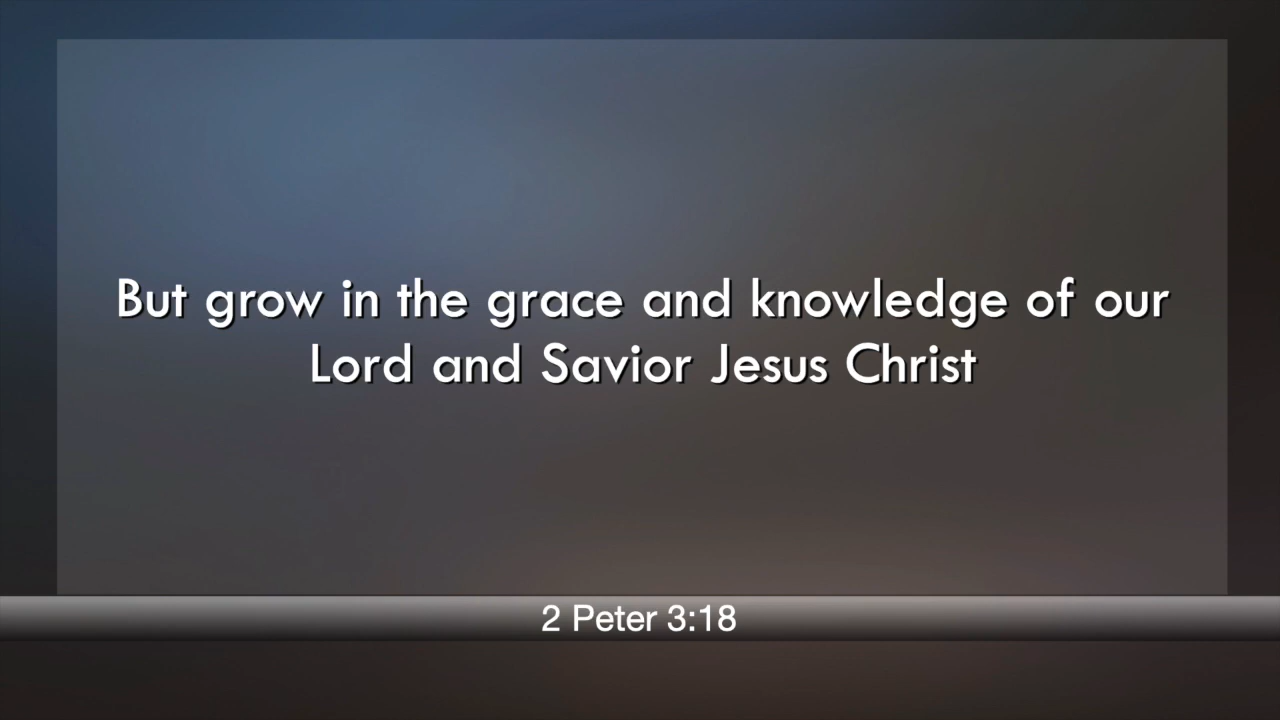 But grow in the grace and knowledge of our
Lord and Savior Jesus Christ
2 Peter 3:18